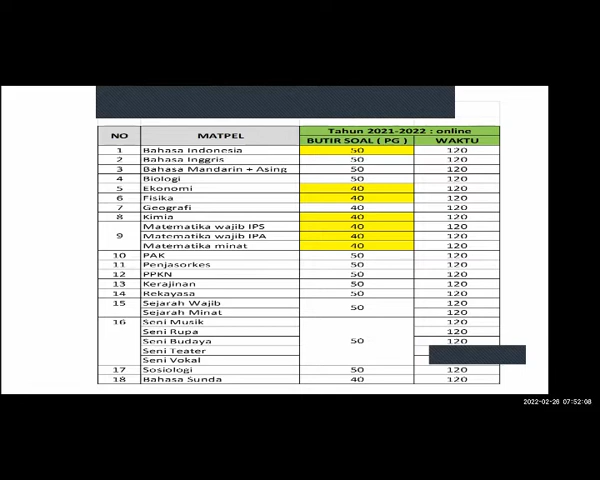 NO MATPEL Tahun 2021-2022 : online
BUTIR SOAL ( PG ) WAKTU
1 Bahasa Indonesia 50 120
2 Bahasa Inggris 50 120
3 Bahasa Mandarin + Asing 50 120
4 Biologi 50 120
5 Ekonomi 40 120
6 Fisika 40 120
7 Geografi 40 120
8 Kimia 40 120
9 Matematika wajib IPS 40 120
Matematika wajib IPA 40 120
Matematika minat 40 120
10 PAK 50 120
11 Penjasorkes 50 120
12 PPKN 50 120
13 Kerajinan 50 120
14 Rekayasa 50 120
15 Sejarah Wajib 50 120
Sejarah Minat 120
16 Seni Musik 120
Seni Rupa 120
Seni Budaya 50 120
Seni Teater
Seni Vokal
17 Sosiologi 50 120
18 Bahasa Sunda 40 120
2022-02-26 07:52:08